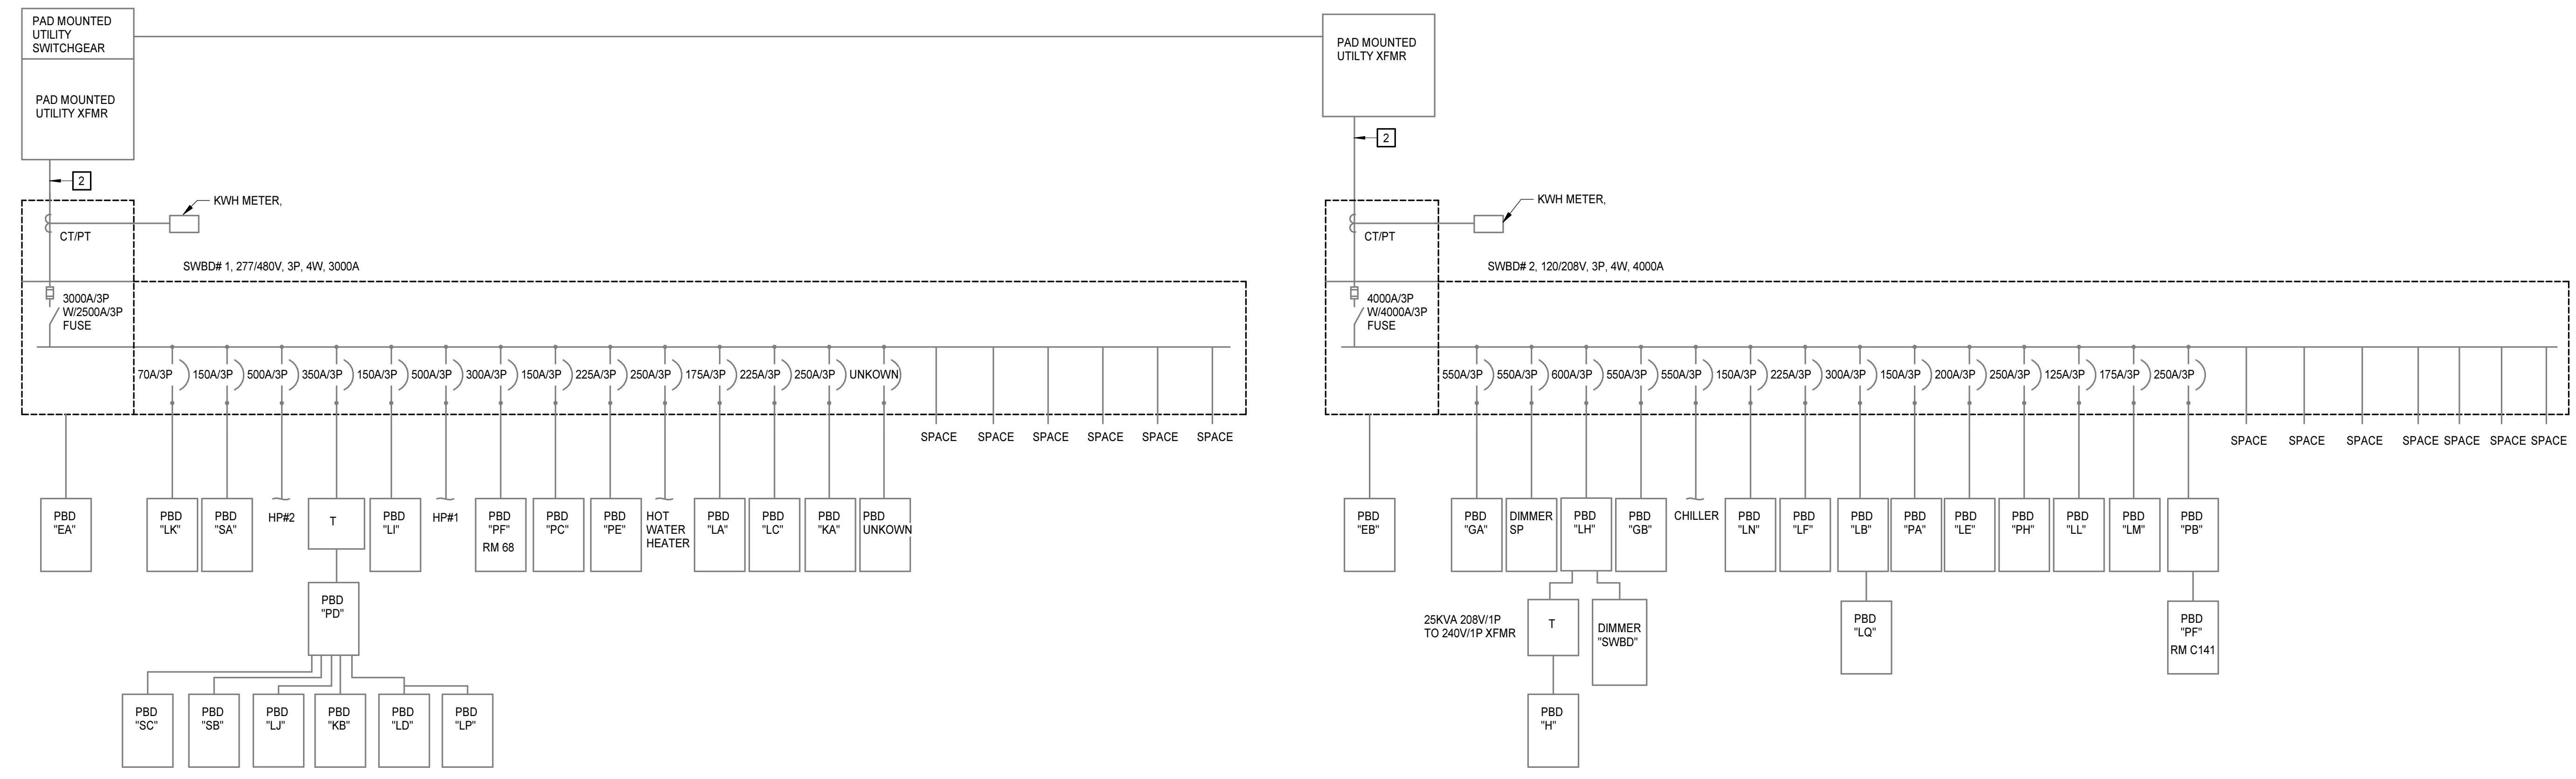 PAD MOUNTED
UTILITY
SWITCHGEAR
PAD MOUNTED
UTILITY XFMR
2
KWH METER,
CT/PT
SWBD# 1, 277/480V, 3P, 4W, 3000A
3000A/3P
W/2500A/3P
FUSE
70A/3P
150A/3P
500A/3P
350A/3P
150A/3P
500A/3P
300A/3P
150A/3P
225A/3P
250A/3P
175A/3P
225A/3P
250A/3P
UNKOWN
SPACE
SPACE
SPACE
SPACE
SPACE
SPACE
PBD
"EA"
PBD
"LK"
PBD
"SA"
HP#2
T
PBD
"LI"
HP#1
PBD
"PF"
RM 68
PBD
"PC"
PBD
"PE"
HOT
WATER
HEATER
PBD
"LA"
PBD
"LC"
PBD
"KA"
PBD
UNKOWN
PBD
"PD"
PBD
"SC"
PBD
"SB"
PBD
"LJ"
PBD
"KB"
PBD
"LD"
PBD
"LP"
PAD MOUNTED
UTILTY XFMR
2
KWH METER,
CT/PT
SWBD# 2, 120/208V, 3P, 4W, 4000A
4000A/3P
W/4000A/3P
FUSE
550A/3P
550A/3P
600A/3P
550A/3P
550A/3P
150A/3P
225A/3P
300A/3P
150A/3P
200A/3P
250A/3P
125A/3P
175A/3P
250A/3P
SPACE
SPACE
SPACE
SPACE
SPACE
SPACE
SPACE
PBD
"EB"
PBD
"GA"
DIMMER
SP
PBD
"LH"
PBD
"GB"
CHILLER
PBD
"LN"
PBD
"LF"
PBD
"LB"
PBD
"PA"
PBD
"LE"
PBD
"PH"
PBD
"LL"
PBD
"LM"
PBD
"PB"
25KVA 208V/1P
TO 240V/1P XFMR
T
DIMMER
"SWBD"
PBD
"LQ"
PBD
"PF"
RM C141
PBD
"H"